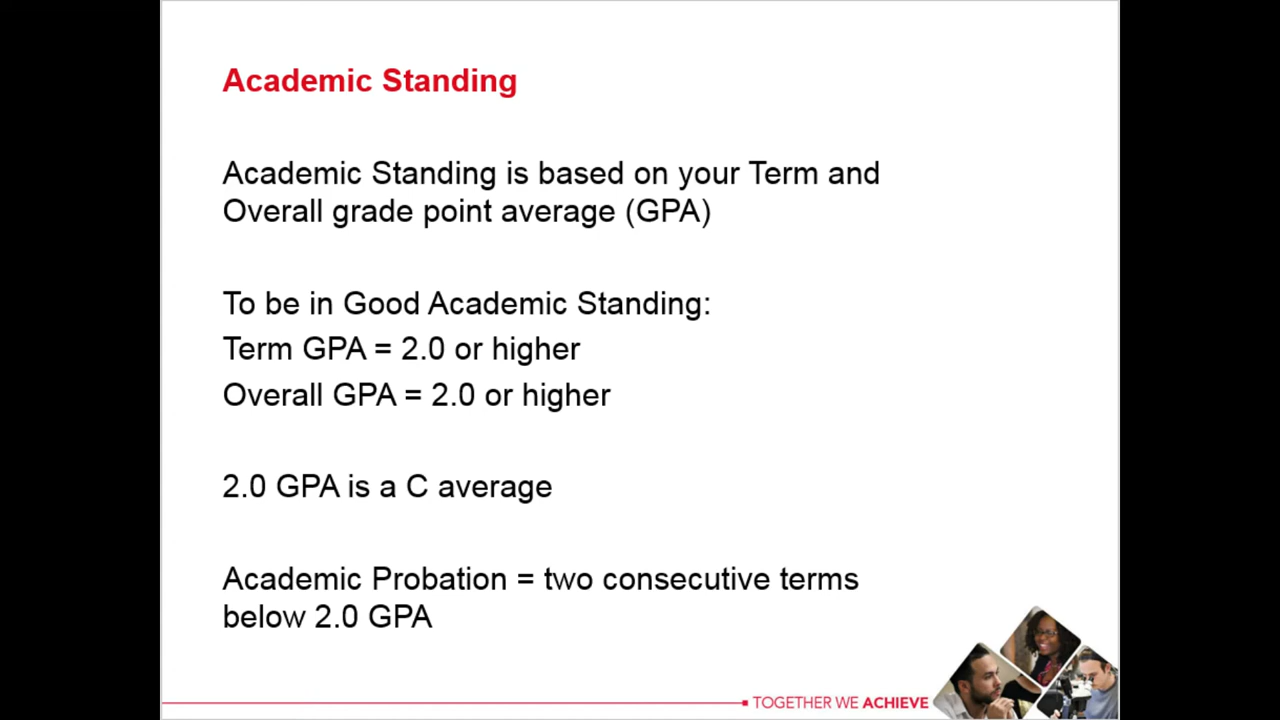 Academic Standing
Academic Standing is based on your Term and
Overall grade point average (GPA)
To be in Good Academic Standing:
Term GPA = 2.0 or higher
Overall GPA = 2.0 or higher
2.0 GPA is a C average
Academic Probation = two consecutive terms
below 2.0 GPA
TOGETHER WE ACHIEVE